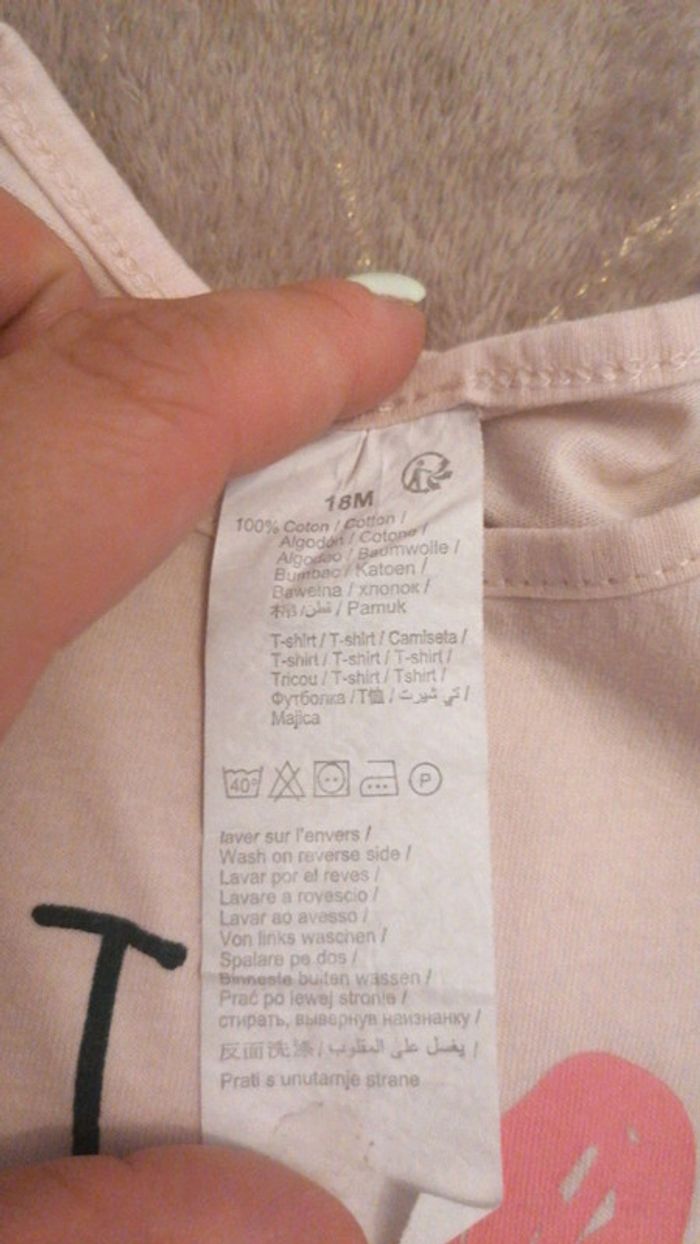 18M
100% Coton / Cotton /
Algodón / Cotone /
Algodao / Baumwolle /
Bumbac / Katoen /
Bawełna / хлопок /
棉 / قطن / Pamuk
T-shirt / T-shirt / Camiseta /
T-shirt / T-shirt / T-shirt /
Tricou / T-shirt / Tshirt /
Футболка / T恤 / تي شيرت /
Majica
40° P
laver sur l'envers /
Wash on reverse side /
Lavar por el reves /
Lavare a rovescio /
Lavar ao avesso /
Von links waschen /
Spalare pe dos /
Binneste buiten wassen /
Prać po lewej stronie /
стирать, вывернув наизнанку /
反面洗涤 / يغسل على المقلوب /
Prati s unutarnje strane
T